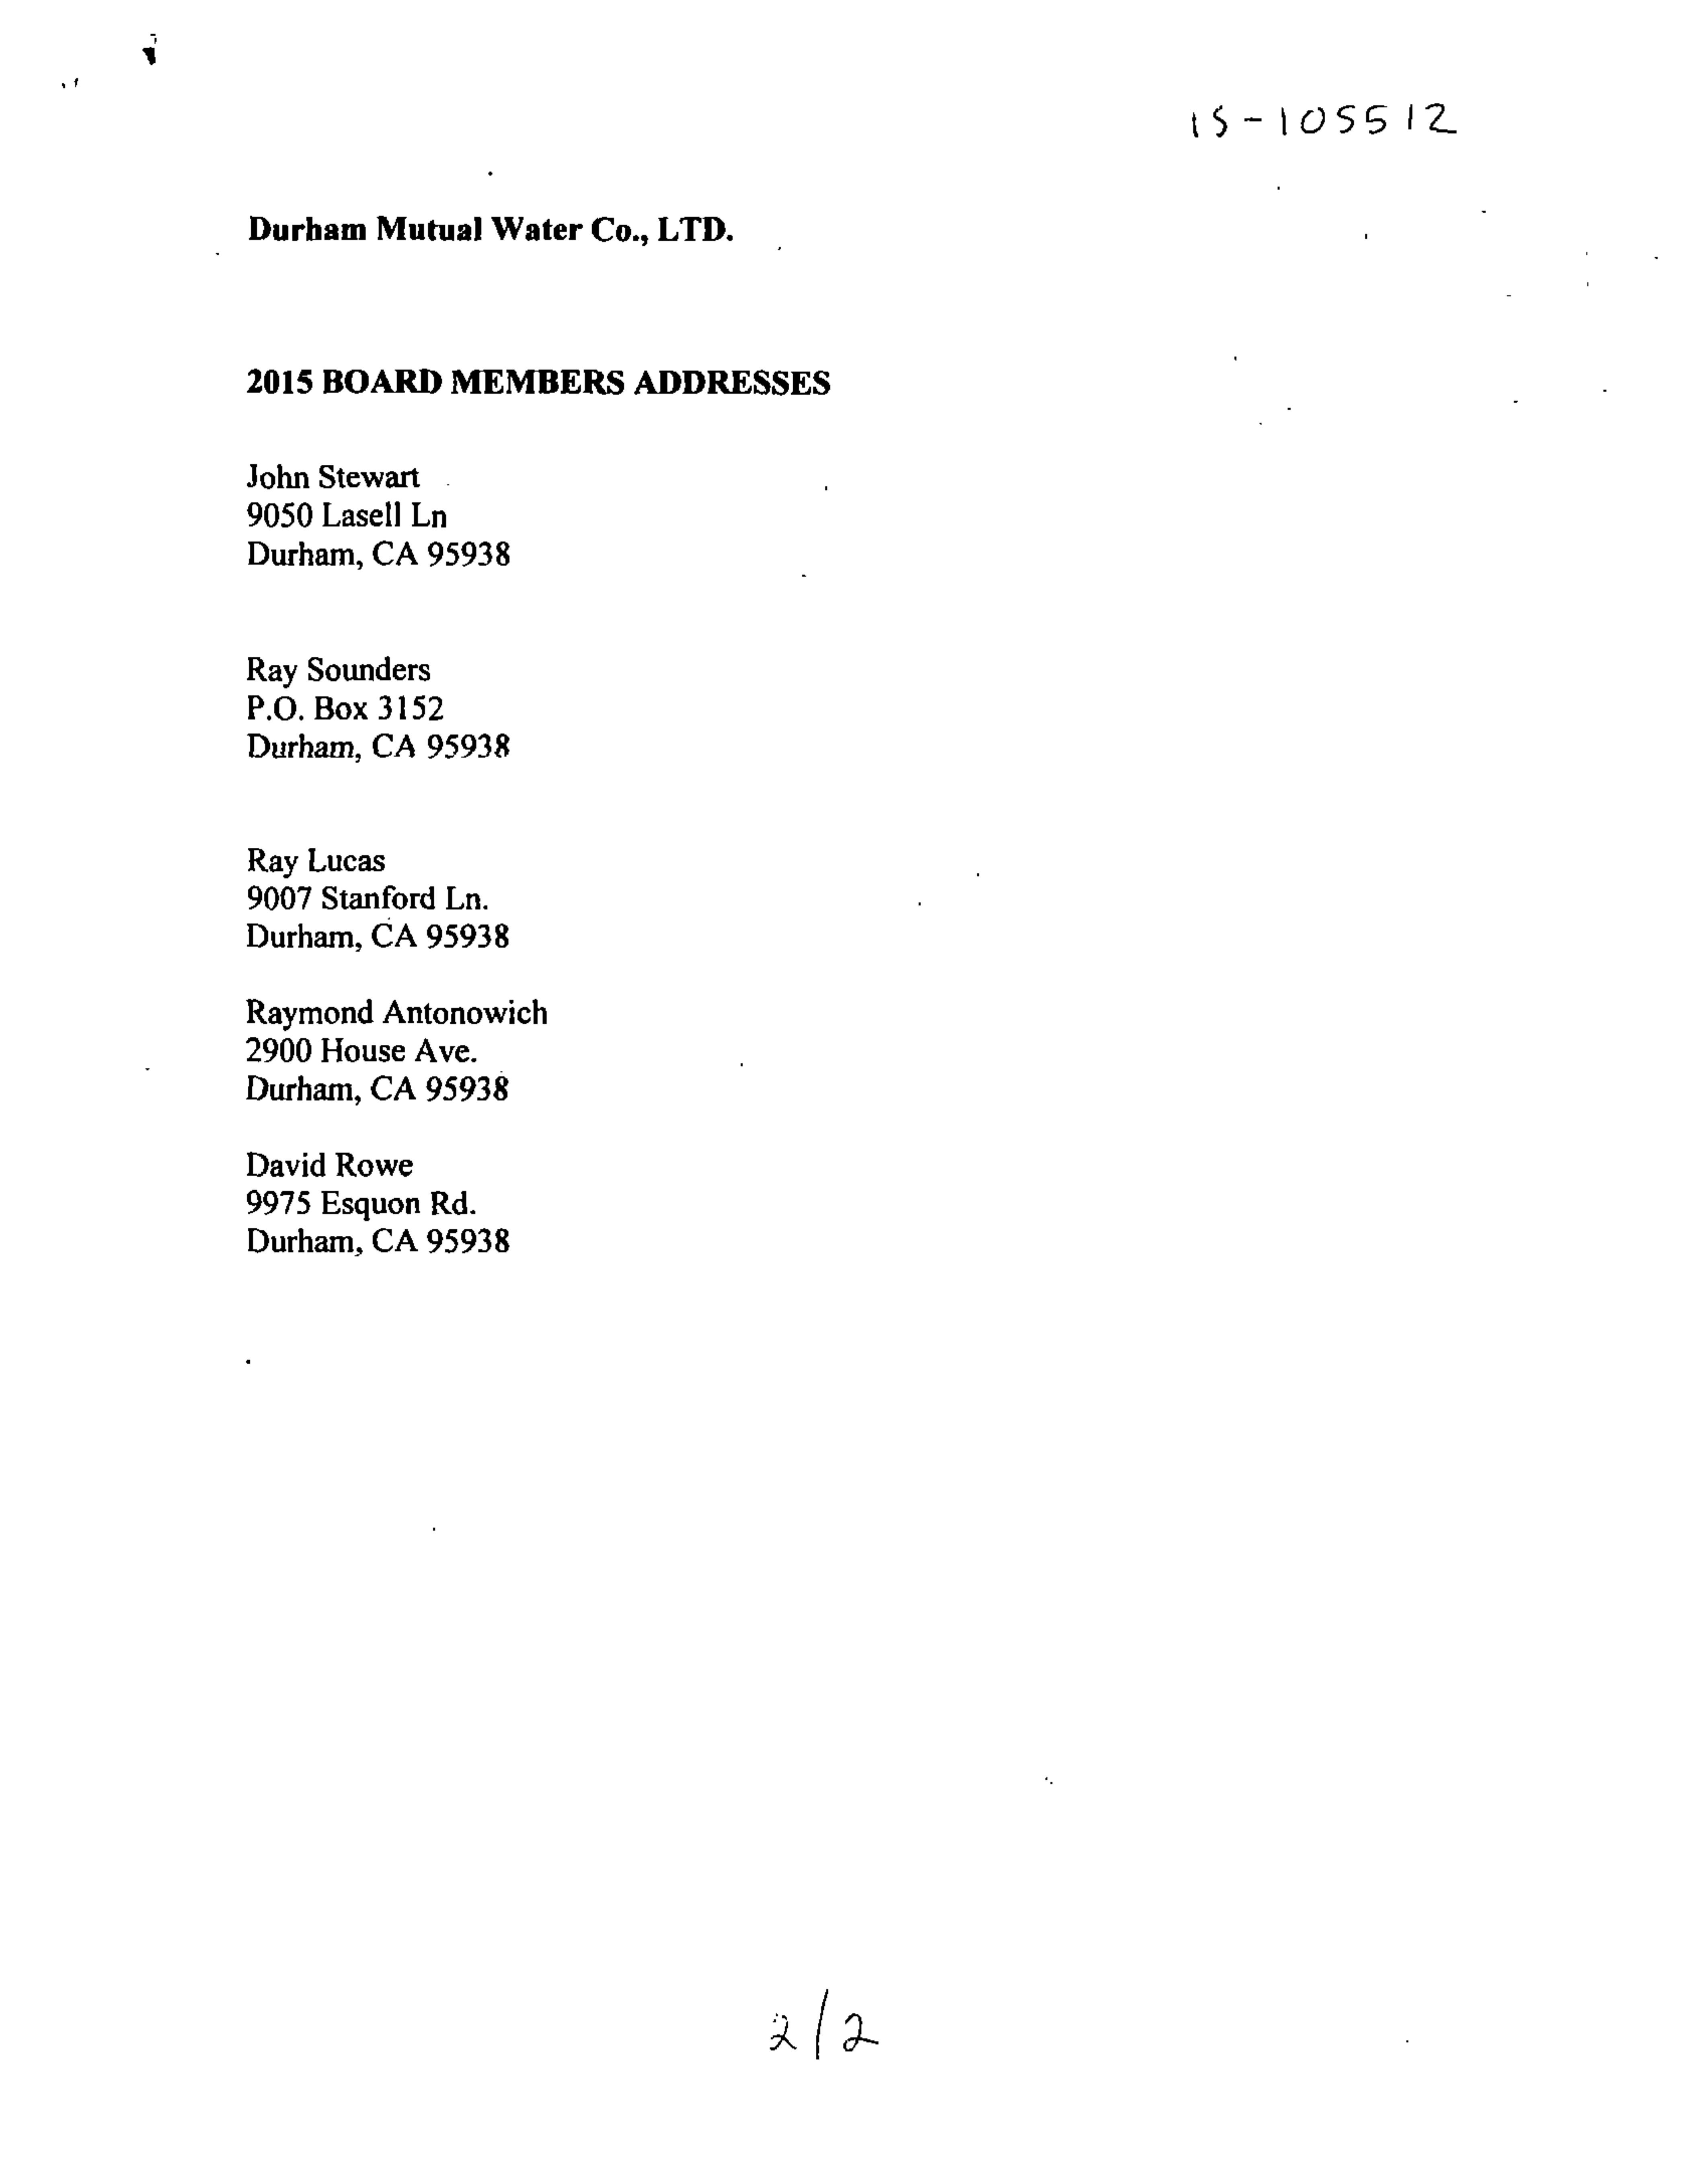 15-105512
Durham Mutual Water Co., LTD.
2015 BOARD MEMBERS ADDRESSES
John Stewart
9050 Lasell Ln
Durham, CA 95938
Ray Sounders
P.O. Box 3152
Durham, CA 95938
Ray Lucas
9007 Stanford Ln.
Durham, CA 95938
Raymond Antonowich
2900 House Ave.
Durham, CA 95938
David Rowe
9975 Esquon Rd.
Durham, CA 95938
2/2